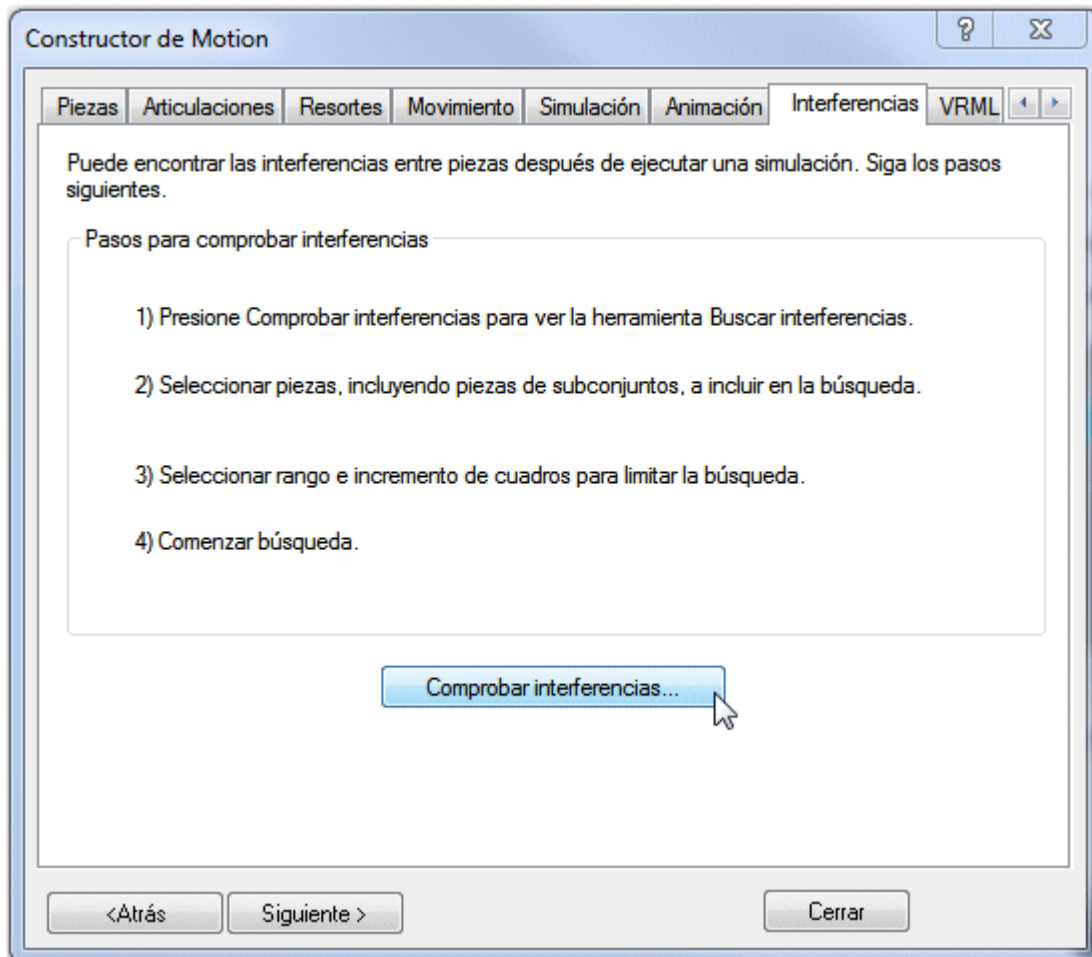 Constructor de Motion
Piezas Articulaciones Resortes Movimiento Simulación Animación Interferencias VRML
Puede encontrar las interferencias entre piezas después de ejecutar una simulación. Siga los pasos
siguientes.
Pasos para comprobar interferencias
1) Presione Comprobar interferencias para ver la herramienta Buscar interferencias.
2) Seleccionar piezas, incluyendo piezas de subconjuntos, a incluir en la búsqueda.
3) Seleccionar rango e incremento de cuadros para limitar la búsqueda.
4) Comenzar búsqueda.
Comprobar interferencias...
<Atrás Siguiente > Cerrar